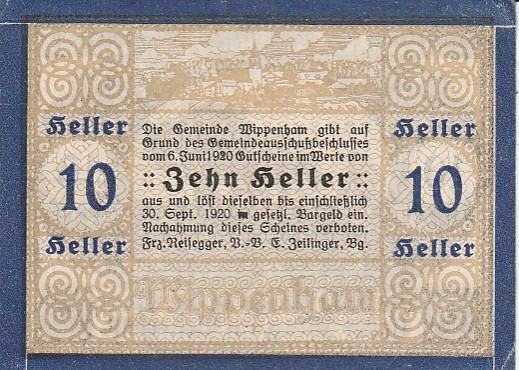 Heller
10
Heller
Die Gemeinde Wippenham gibt auf
Grund des Gemeindeausschußbeschlusses
vom 6. Juni 1920 Gutscheine im Werte von
:: Zehn Heller ::
aus und löst dieselben bis einschließlich
30. Sept. 1920 in gesetzl. Bargeld ein.
Nachahmung dieses Scheines verboten.
Frz. Reisegger, V.-B. E. Zeilinger, Bg.
Wippenham
Heller
10
Heller